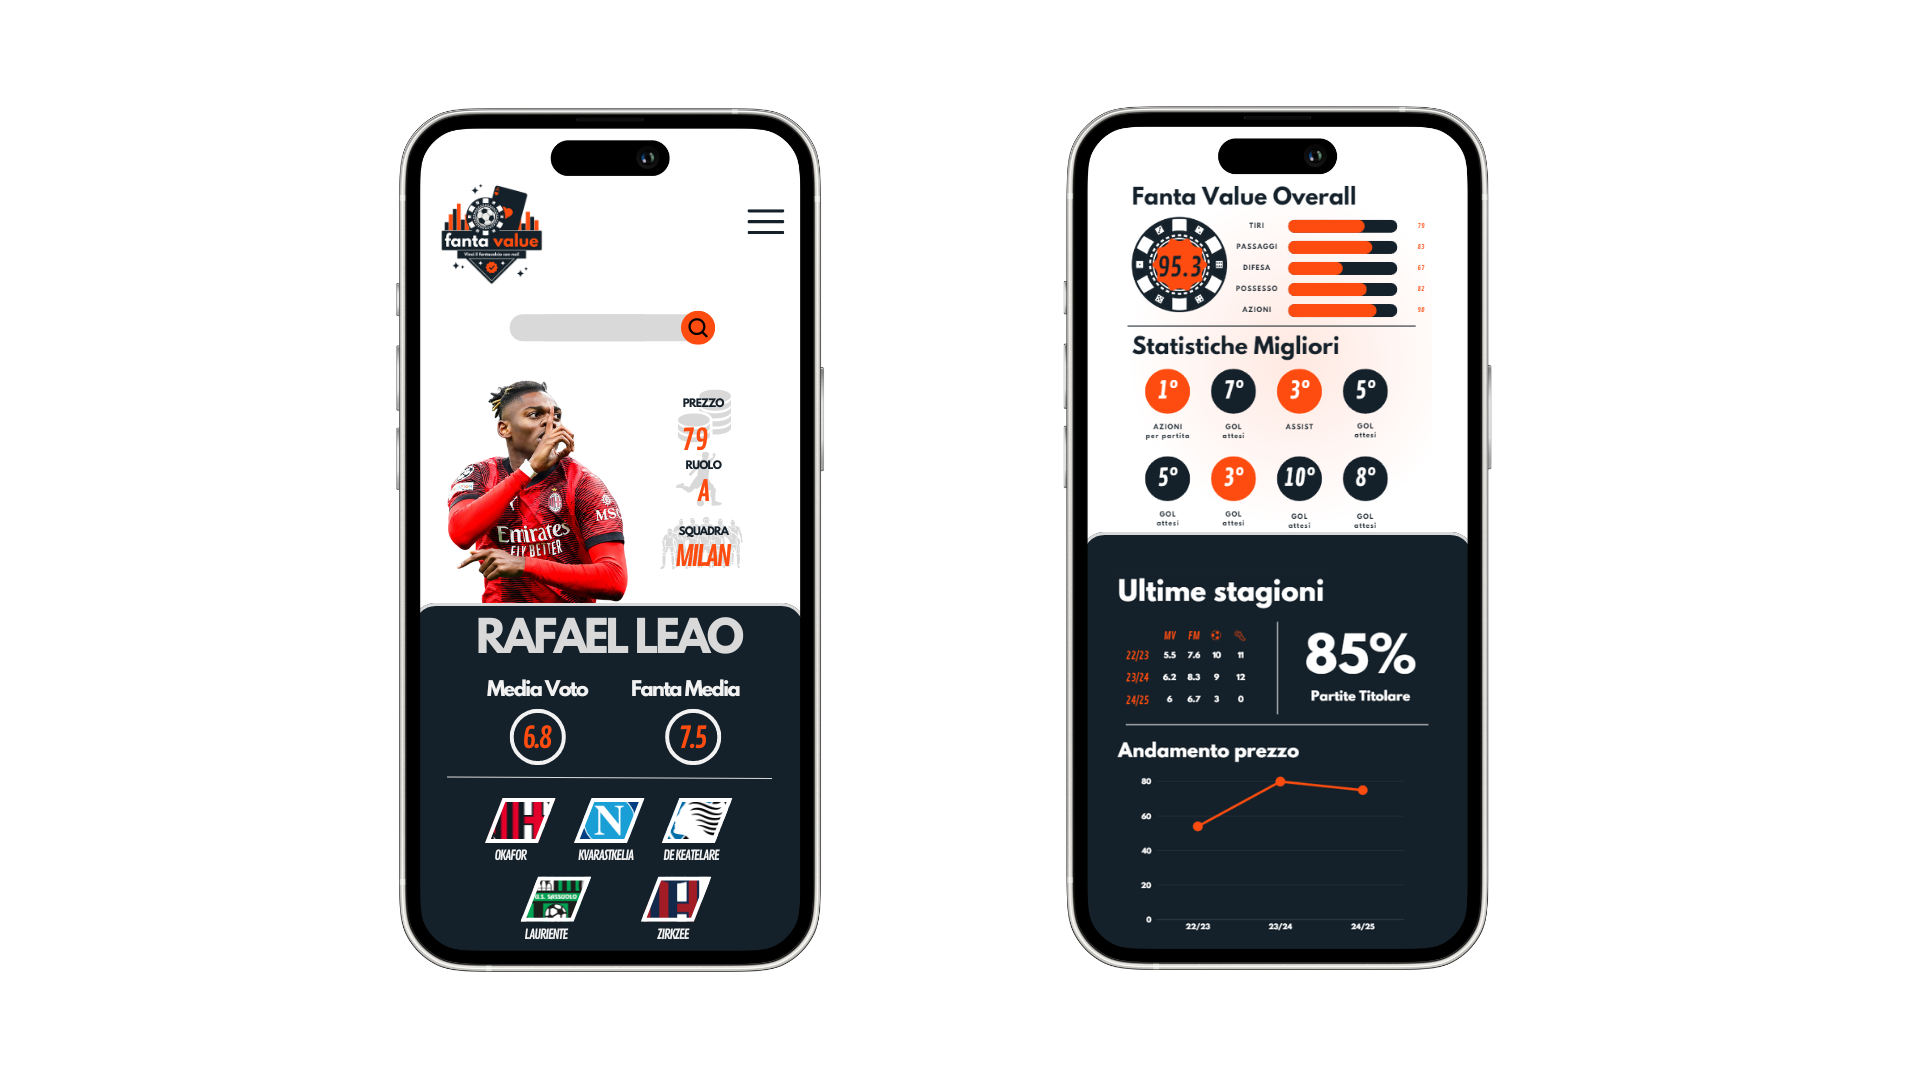 fanta value
Vinci il fantacalcio con noi!
PREZZO
79
RUOLO
A
SQUADRA
MILAN
Emirates
FLY BETTER
MSC
RAFAEL LEAO
Media Voto Fanta Media
6.8 7.5
OKAFOR KVARASTKELIA DE KEATELARE
U.S. SASSUOLO
LAURIENTE ZIRKZEE
Fanta Value Overall
95.3
TIRI 79
PASSAGGI 83
DIFESA 67
POSSESSO 82
AZIONI 90
Statistiche Migliori
1° 7° 3° 5°
AZIONI GOL ASSIST GOL
per partita attesi attesi
5° 3° 10° 8°
GOL GOL GOL GOL
attesi attesi attesi attesi
Ultime stagioni
MV FM
22/23 5.5 7.6 10 11
23/24 6.2 8.3 9 12
24/25 6 6.7 3 0
85%
Partite Titolare
Andamento prezzo
80
60
40
20
0
22/23 23/24 24/25